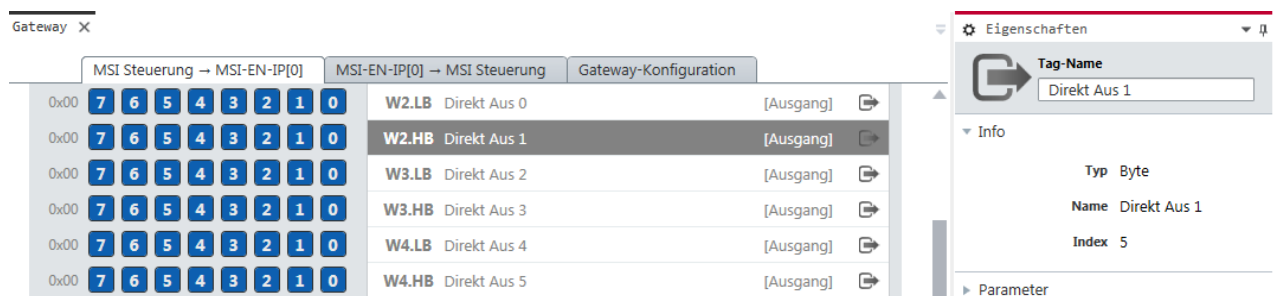 Gateway
MSI Steuerung → MSI-EN-IP[0] MSI-EN-IP[0] → MSI Steuerung Gateway-Konfiguration
0x00 7 6 5 4 3 2 1 0 W2.LB Direkt Aus 0 [Ausgang]
0x00 7 6 5 4 3 2 1 0 W2.HB Direkt Aus 1 [Ausgang]
0x00 7 6 5 4 3 2 1 0 W3.LB Direkt Aus 2 [Ausgang]
0x00 7 6 5 4 3 2 1 0 W3.HB Direkt Aus 3 [Ausgang]
0x00 7 6 5 4 3 2 1 0 W4.LB Direkt Aus 4 [Ausgang]
0x00 7 6 5 4 3 2 1 0 W4.HB Direkt Aus 5 [Ausgang]
Eigenschaften
Tag-Name
Direkt Aus 1
Info
Typ Byte
Name Direkt Aus 1
Index 5
Parameter